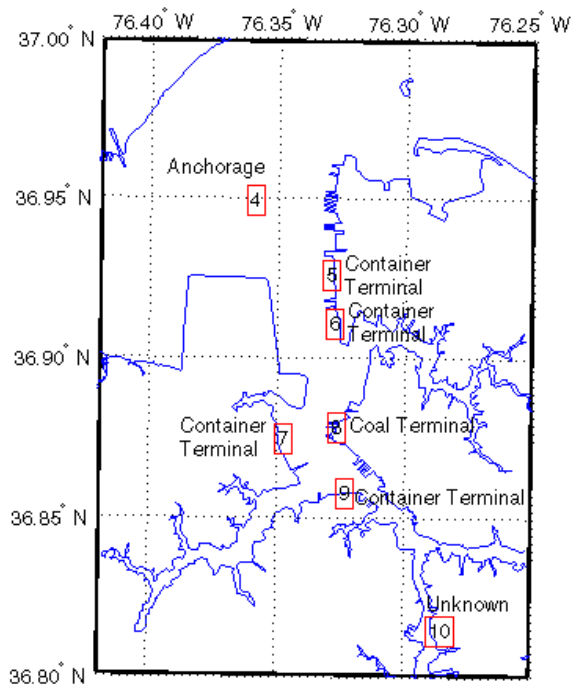 76.40° W 76.35° W 76.30° W 76.25° W
37.00° N
Anchorage
36.95° N
4
5 Container
Terminal
6 Container
Terminal
36.90° N
Container
Terminal
7
8 Coal Terminal
9 Container Terminal
36.85° N
Unknown
10
36.80° N